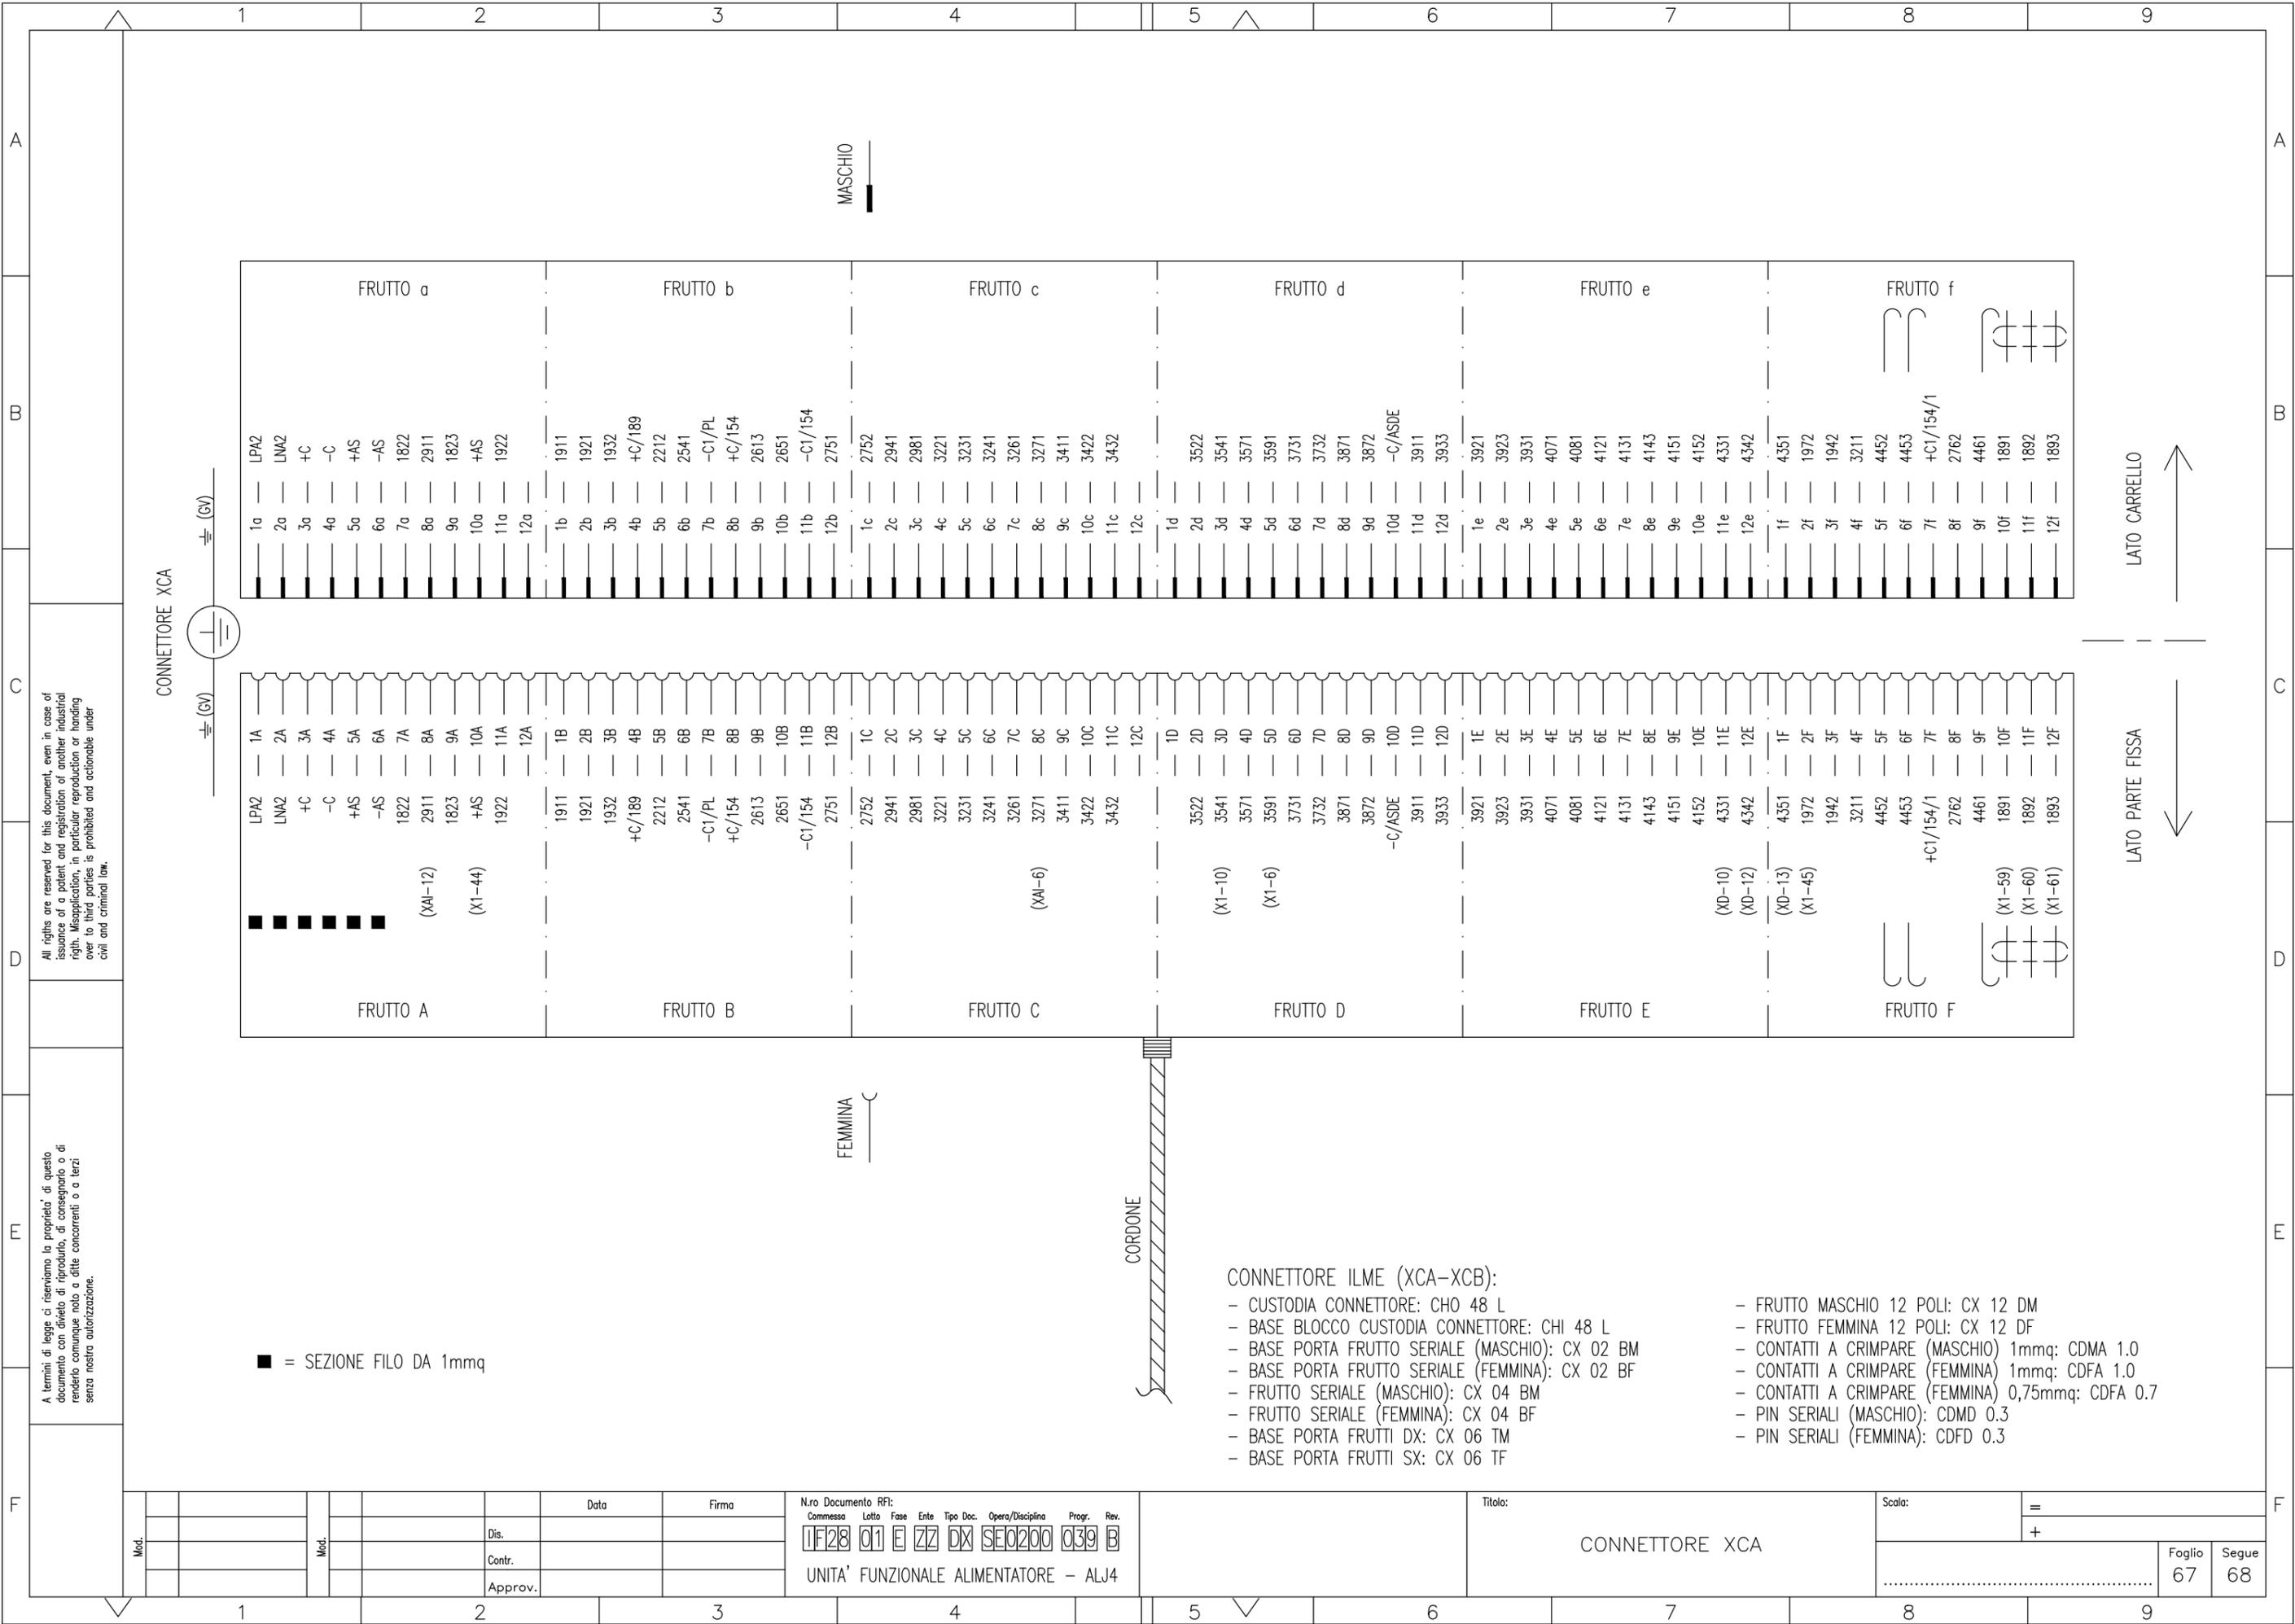 1 2 3 4 5 6 7 8 9
A A
MASCHIO
FRUTTO a FRUTTO b FRUTTO c FRUTTO d FRUTTO e FRUTTO f
B B
LPA2 LNA2 +C -C +AS -AS 1822 2911 1823 +AS 1922
1911 1921 1932 +C/189 2212 2541 -C1/PL +C/154 2613 2651 -C1/154 2751
2752 2941 2981 3221 3231 3241 3261 3271 3411 3422 3432
3522 3541 3571 3591 3731 3732 3871 3872 -C/ASDE 3911 3933
3921 3923 3931 4071 4081 4121 4131 4143 4151 4152 4331 4342
4351 1972 1942 3211 4452 4453 +C1/154/1 2762 4461 1891 1892 1893
(GV)
1a 2a 3a 4a 5a 6a 7a 8a 9a 10a 11a 12a
1b 2b 3b 4b 5b 6b 7b 8b 9b 10b 11b 12b
1c 2c 3c 4c 5c 6c 7c 8c 9c 10c 11c 12c
1d 2d 3d 4d 5d 6d 7d 8d 9d 10d 11d 12d
1e 2e 3e 4e 5e 6e 7e 8e 9e 10e 11e 12e
1f 2f 3f 4f 5f 6f 7f 8f 9f 10f 11f 12f
LATO CARRELLO
CONNETTORE XCA
C C
(GV)
1A 2A 3A 4A 5A 6A 7A 8A 9A 10A 11A 12A
1B 2B 3B 4B 5B 6B 7B 8B 9B 10B 11B 12B
1C 2C 3C 4C 5C 6C 7C 8C 9C 10C 11C 12C
1D 2D 3D 4D 5D 6D 7D 8D 9D 10D 11D 12D
1E 2E 3E 4E 5E 6E 7E 8E 9E 10E 11E 12E
1F 2F 3F 4F 5F 6F 7F 8F 9F 10F 11F 12F
LATO PARTE FISSA
LPA2 LNA2 +C -C +AS -AS 1822 2911 1823 +AS 1922
1911 1921 1932 +C/189 2212 2541 -C1/PL +C/154 2613 2651 -C1/154 2751
2752 2941 2981 3221 3231 3241 3261 3271 3411 3422 3432
3522 3541 3571 3591 3731 3732 3871 3872 -C/ASDE 3911 3933
3921 3923 3931 4071 4081 4121 4131 4143 4151 4152 4331 4342
4351 1972 1942 3211 4452 4453 +C1/154/1 2762 4461 1891 1892 1893
(XAI-12) (X1-44) (XAI-6) (X1-10) (X1-6) (XD-10) (XD-12) (XD-13) (X1-45) (X1-59) (X1-60) (X1-61)
D D
FRUTTO A FRUTTO B FRUTTO C FRUTTO D FRUTTO E FRUTTO F
All rigths are reserved for this document, even in case of
issuance of a patent and registration of another industrial
rigth. Misapplication, in particular reproduction or handing
over to third parties is prohibited and actionable under
civil and criminal law.
FEMMINA
CORDONE
E E
A termini di legge ci riserviamo la proprieta' di questo
documento con divieto di riprodurlo, di consegnarlo o di
renderlo comunque noto a ditte concorrenti o a terzi
senza nostra autorizzazione.
= SEZIONE FILO DA 1mmq
CONNETTORE ILME (XCA-XCB):
- CUSTODIA CONNETTORE: CHO 48 L
- BASE BLOCCO CUSTODIA CONNETTORE: CHI 48 L
- BASE PORTA FRUTTO SERIALE (MASCHIO): CX 02 BM
- BASE PORTA FRUTTO SERIALE (FEMMINA): CX 02 BF
- FRUTTO SERIALE (MASCHIO): CX 04 BM
- FRUTTO SERIALE (FEMMINA): CX 04 BF
- BASE PORTA FRUTTI DX: CX 06 TM
- BASE PORTA FRUTTI SX: CX 06 TF
- FRUTTO MASCHIO 12 POLI: CX 12 DM
- FRUTTO FEMMINA 12 POLI: CX 12 DF
- CONTATTI A CRIMPARE (MASCHIO) 1mmq: CDMA 1.0
- CONTATTI A CRIMPARE (FEMMINA) 1mmq: CDFA 1.0
- CONTATTI A CRIMPARE (FEMMINA) 0,75mmq: CDFA 0.7
- PIN SERIALI (MASCHIO): CDMD 0.3
- PIN SERIALI (FEMMINA): CDFD 0.3
F F
Mod. Mod.
Data Firma
Dis.
Contr.
Approv.
N.ro Documento RFI:
Commessa Lotto Fase Ente Tipo Doc. Opera/Disciplina Progr. Rev.
IF28 01 E ZZ DX SE0200 039 B
UNITA' FUNZIONALE ALIMENTATORE - ALJ4
Titolo:
CONNETTORE XCA
Scala:
=
+
Foglio Segue
67 68
1 2 3 4 5 6 7 8 9